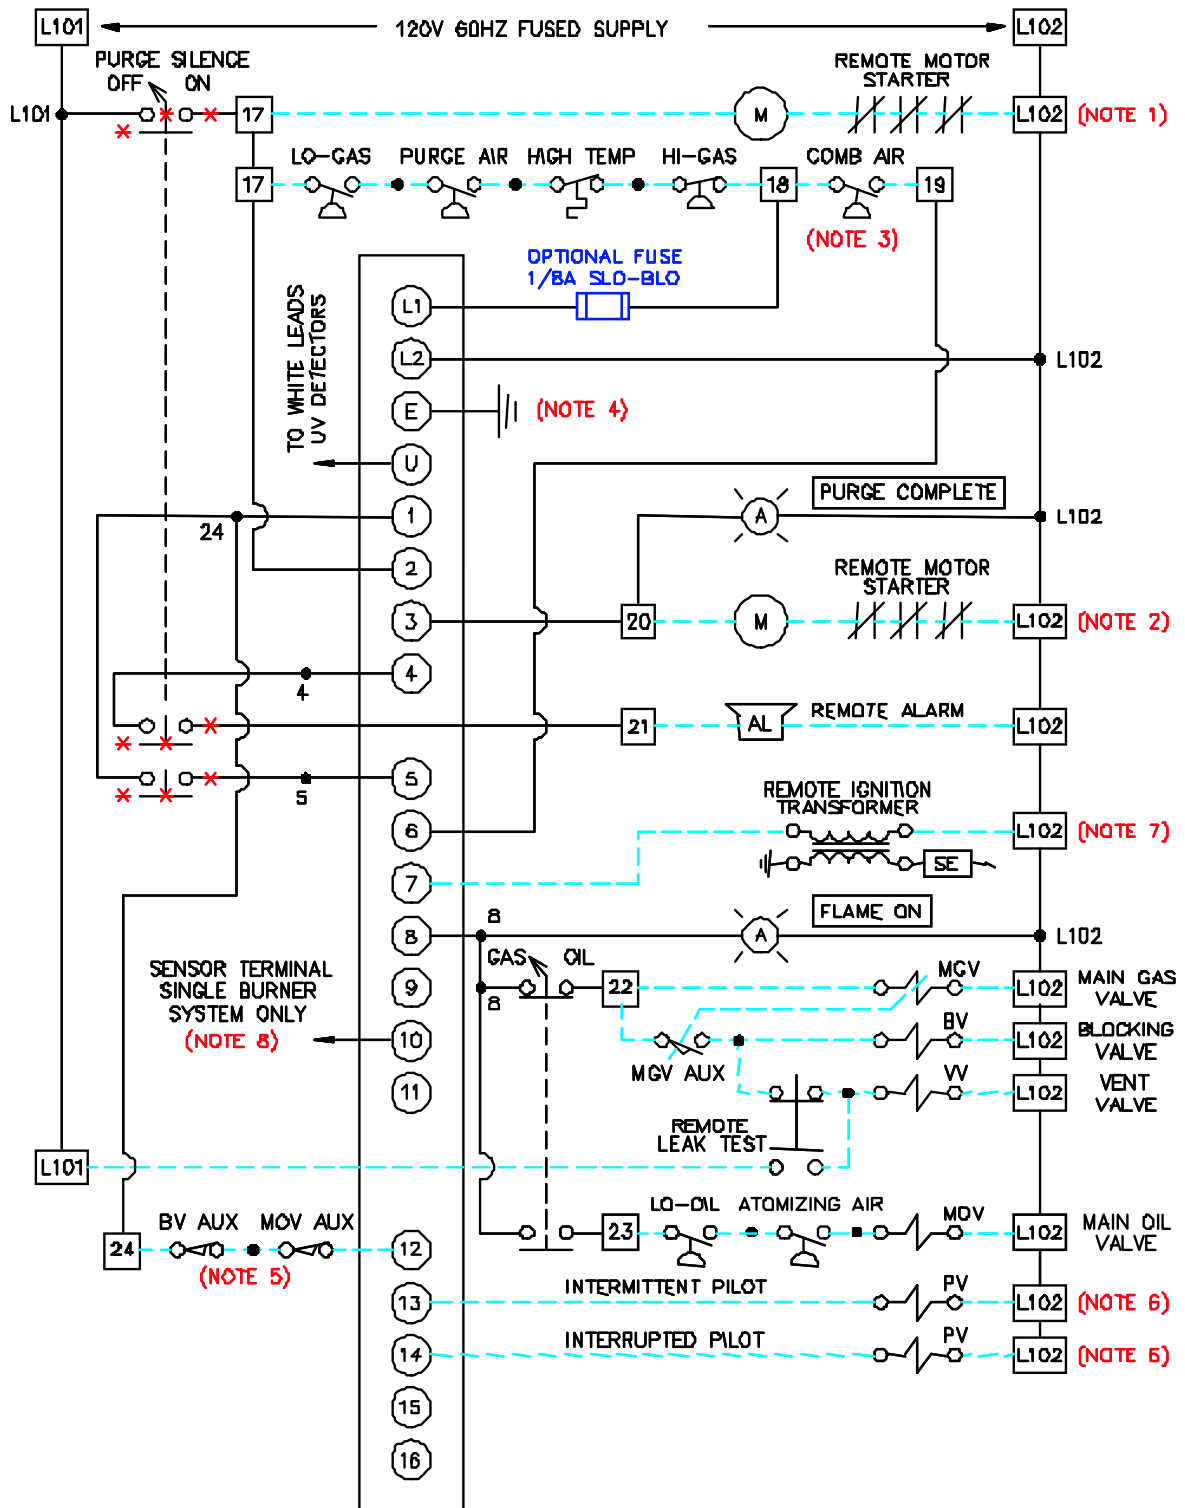 L101
120V 60HZ FUSED SUPPLY
L102
PURGE SILENCE
OFF ON
REMOTE MOTOR
STARTER
L101
17
M
L102
(NOTE 1)
LO-GAS
PURGE AIR
HIGH TEMP
HI-GAS
COMB AIR
17
18
19
(NOTE 3)
OPTIONAL FUSE
1/8A SLO-BLO
TO WHITE LEADS
UV DETECTORS
L1
L2
L102
E
(NOTE 4)
U
PURGE COMPLETE
1
A
L102
24
2
REMOTE MOTOR
STARTER
3
20
M
L102
(NOTE 2)
4
4
21
AL
REMOTE ALARM
L102
5
5
REMOTE IGNITION
TRANSFORMER
6
L102
(NOTE 7)
SE
7
FLAME ON
8
8
A
L102
GAS OIL
SENSOR TERMINAL
SINGLE BURNER
SYSTEM ONLY
(NOTE 8)
9
8
22
MGV
L102
MAIN GAS
VALVE
10
MGV AUX
BV
L102
BLOCKING
VALVE
11
VV
L102
VENT
VALVE
REMOTE
LEAK TEST
L101
LO-OIL
ATOMIZING AIR
23
MOV
L102
MAIN OIL
VALVE
BV AUX
MOV AUX
24
12
(NOTE 5)
INTERMITTENT PILOT
13
PV
L102
(NOTE 6)
INTERRUPTED PILOT
14
PV
L102
(NOTE 6)
15
16